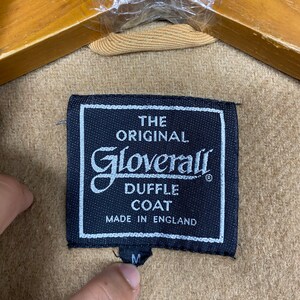 THE
ORIGINAL
Gloverall®
DUFFLE
COAT
MADE IN ENGLAND
M